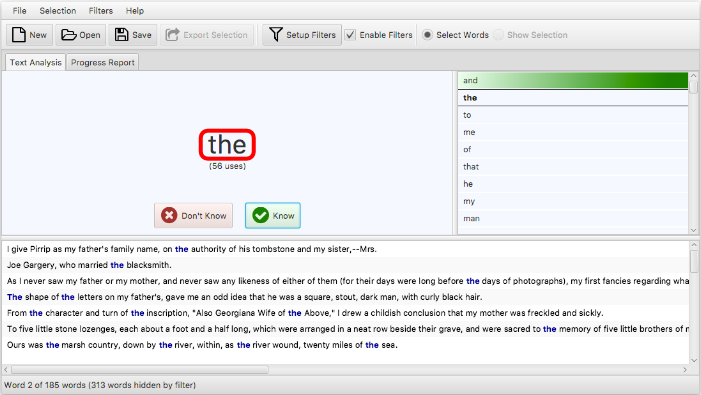 File Selection Filters Help
New Open Save Export Selection Setup Filters Enable Filters Select Words Show Selection
Text Analysis Progress Report
the
(56 uses)
Don't Know Know
and
the
to
me
of
that
he
my
man
I give Pirrip as my father's family name, on the authority of his tombstone and my sister,--Mrs.
Joe Gargery, who married the blacksmith.
As I never saw my father or my mother, and never saw any likeness of either of them (for their days were long before the days of photographs), my first fancies regarding wha
The shape of the letters on my father's, gave me an odd idea that he was a square, stout, dark man, with curly black hair.
From the character and turn of the inscription, "Also Georgiana Wife of the Above," I drew a childish conclusion that my mother was freckled and sickly.
To five little stone lozenges, each about a foot and a half long, which were arranged in a neat row beside their grave, and were sacred to the memory of five little brothers of
Ours was the marsh country, down by the river, within, as the river wound, twenty miles of the sea.
Word 2 of 185 words (313 words hidden by filter)